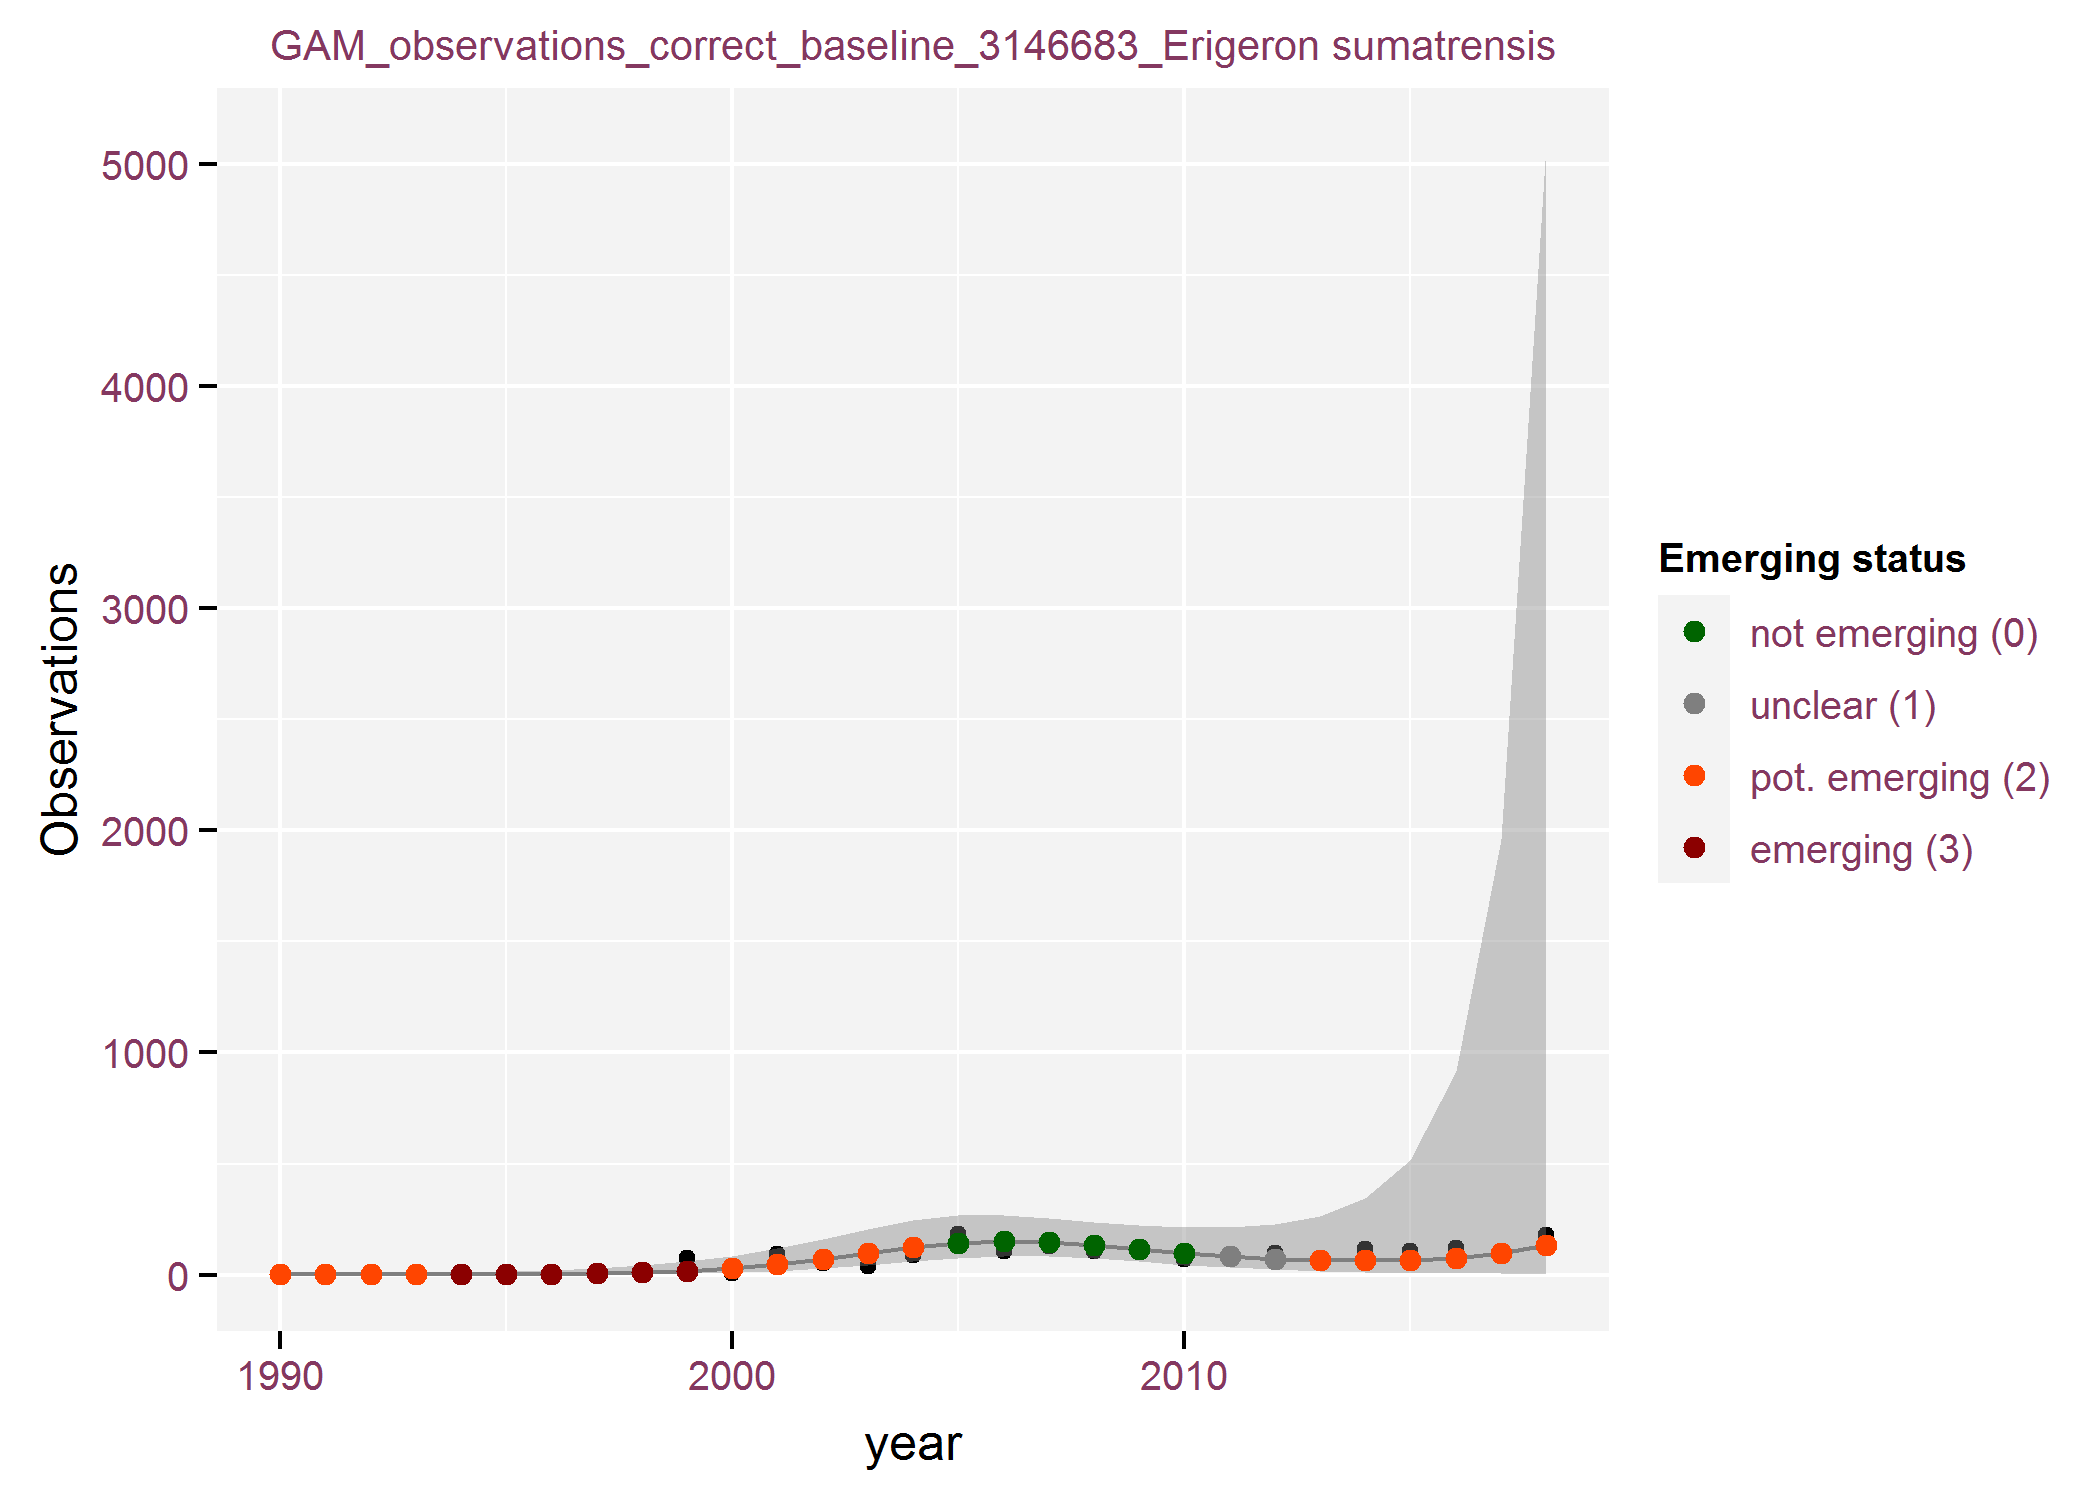 GAM_observations_correct_baseline_3146683_Erigeron sumatrensis
5000
4000
3000
2000
1000
0
Observations
1990
2000
2010
year
Emerging status
not emerging (0)
unclear (1)
pot. emerging (2)
emerging (3)